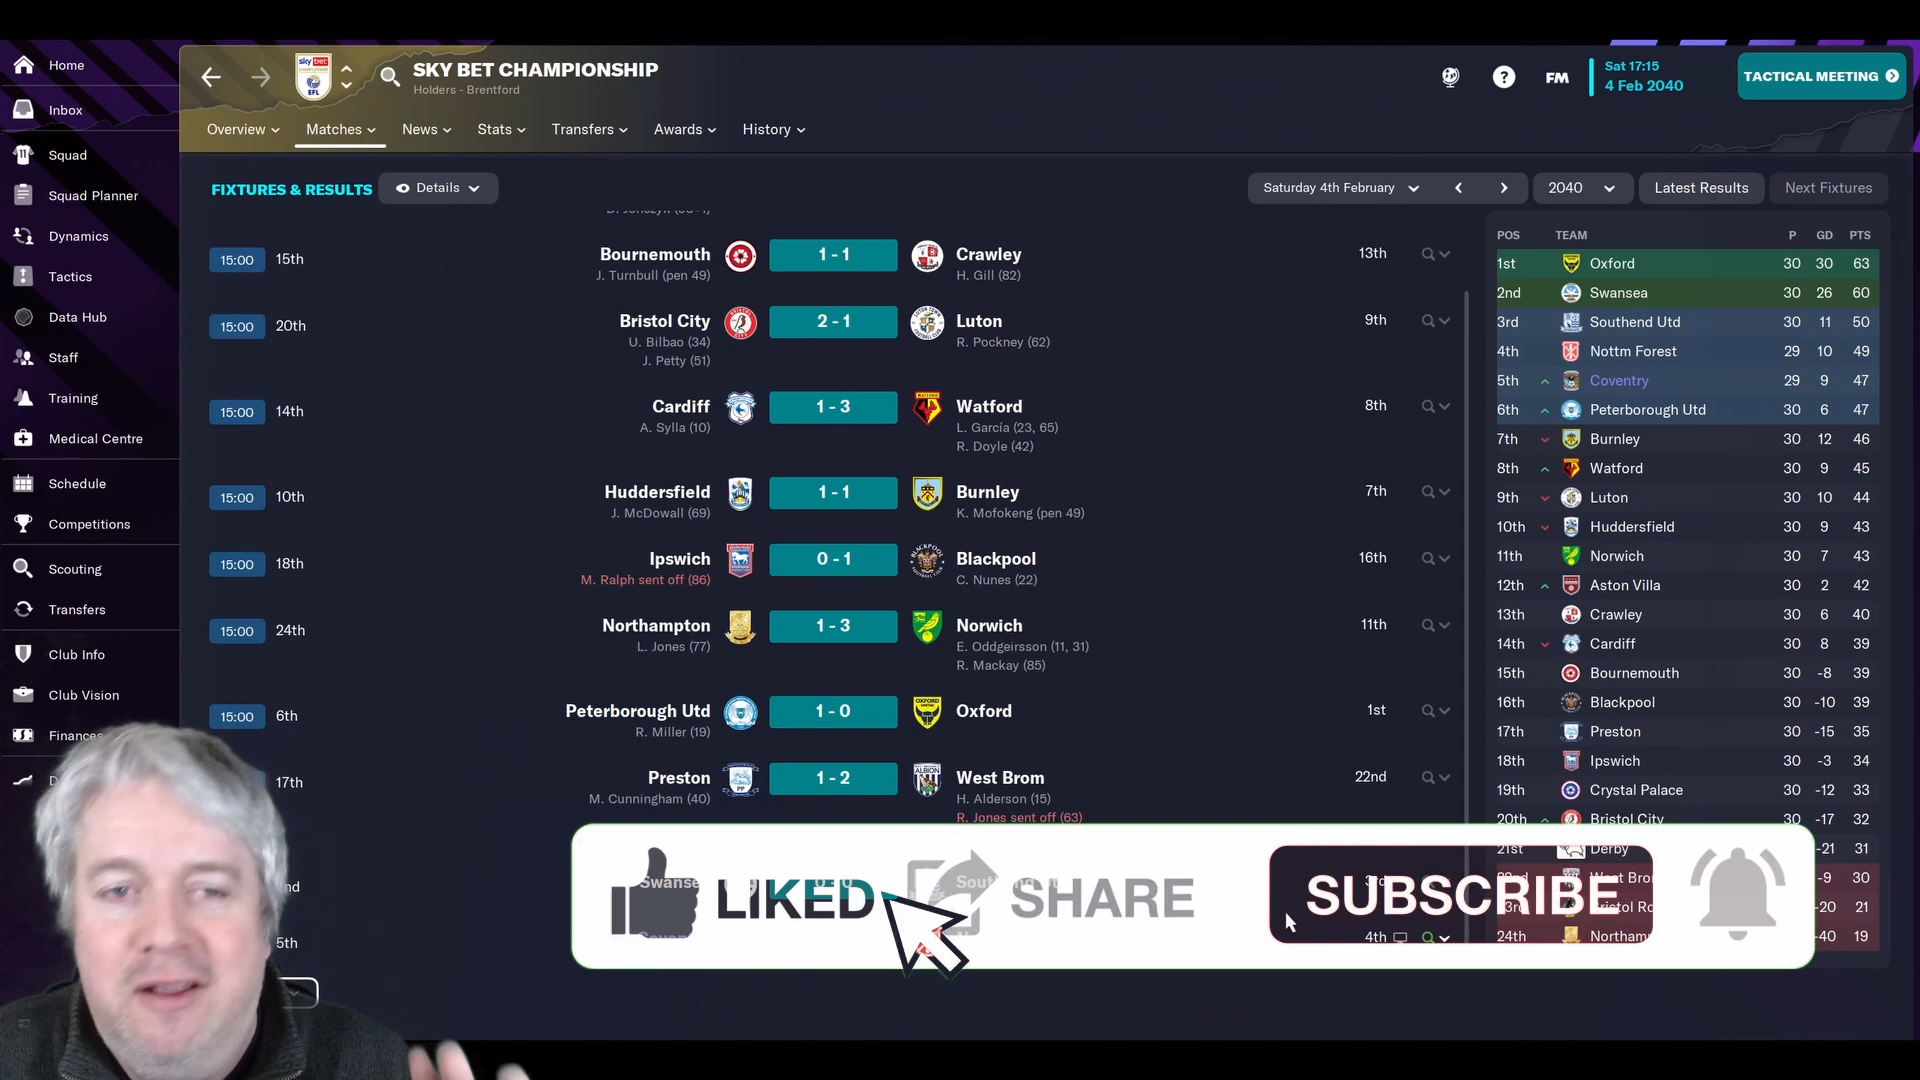 Home
Inbox
Squad
Squad Planner
Dynamics
Tactics
Data Hub
Staff
Training
Medical Centre
Schedule
Competitions
Scouting
Transfers
Club Info
Club Vision
Finances
SKY BET CHAMPIONSHIP
Holders - Brentford
FM
Sat 17:15
4 Feb 2040
TACTICAL MEETING
Overview Matches News Stats Transfers Awards History
FIXTURES & RESULTS Details Saturday 4th February 2040 Latest Results Next Fixtures
15:00 15th Bournemouth 1 - 1 Crawley 13th
J. Turnbull (pen 49) H. Gill (82)
15:00 20th Bristol City 2 - 1 Luton 9th
U. Bilbao (34) R. Pockney (62)
J. Petty (51)
15:00 14th Cardiff 1 - 3 Watford 8th
A. Sylla (10) L. García (23, 65)
R. Doyle (42)
15:00 10th Huddersfield 1 - 1 Burnley 7th
J. McDowall (69) K. Mofokeng (pen 49)
15:00 18th Ipswich 0 - 1 Blackpool 16th
M. Ralph sent off (86) C. Nunes (22)
15:00 24th Northampton 1 - 3 Norwich 11th
L. Jones (77) E. Oddgeirsson (11, 31)
R. Mackay (85)
15:00 6th Peterborough Utd 1 - 0 Oxford 1st
R. Miller (19)
17th Preston 1 - 2 West Brom 22nd
M. Cunningham (40) H. Alderson (15)
R. Jones sent off (63)
5th 4th
POS TEAM P GD PTS
1st Oxford 30 30 63
2nd Swansea 30 26 60
3rd Southend Utd 30 11 50
4th Nottm Forest 29 10 49
5th Coventry 29 9 47
6th Peterborough Utd 30 6 47
7th Burnley 30 12 46
8th Watford 30 9 45
9th Luton 30 10 44
10th Huddersfield 30 9 43
11th Norwich 30 7 43
12th Aston Villa 30 2 42
13th Crawley 30 6 40
14th Cardiff 30 8 39
15th Bournemouth 30 -8 39
16th Blackpool 30 -10 39
17th Preston 30 -15 35
18th Ipswich 30 -3 34
19th Crystal Palace 30 -12 33
20th Bristol City 30 -17 32
21st Derby -21 31
-9 30
-20 21
24th -40 19
LIKED SHARE SUBSCRIBE